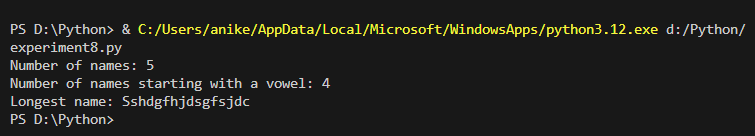 PS D:\Python> & C:/Users/anike/AppData/Local/Microsoft/WindowsApps/python3.12.exe d:/Python/
experiment8.py
Number of names: 5
Number of names starting with a vowel: 4
Longest name: Sshdgfhjdsgfsjdc
PS D:\Python>